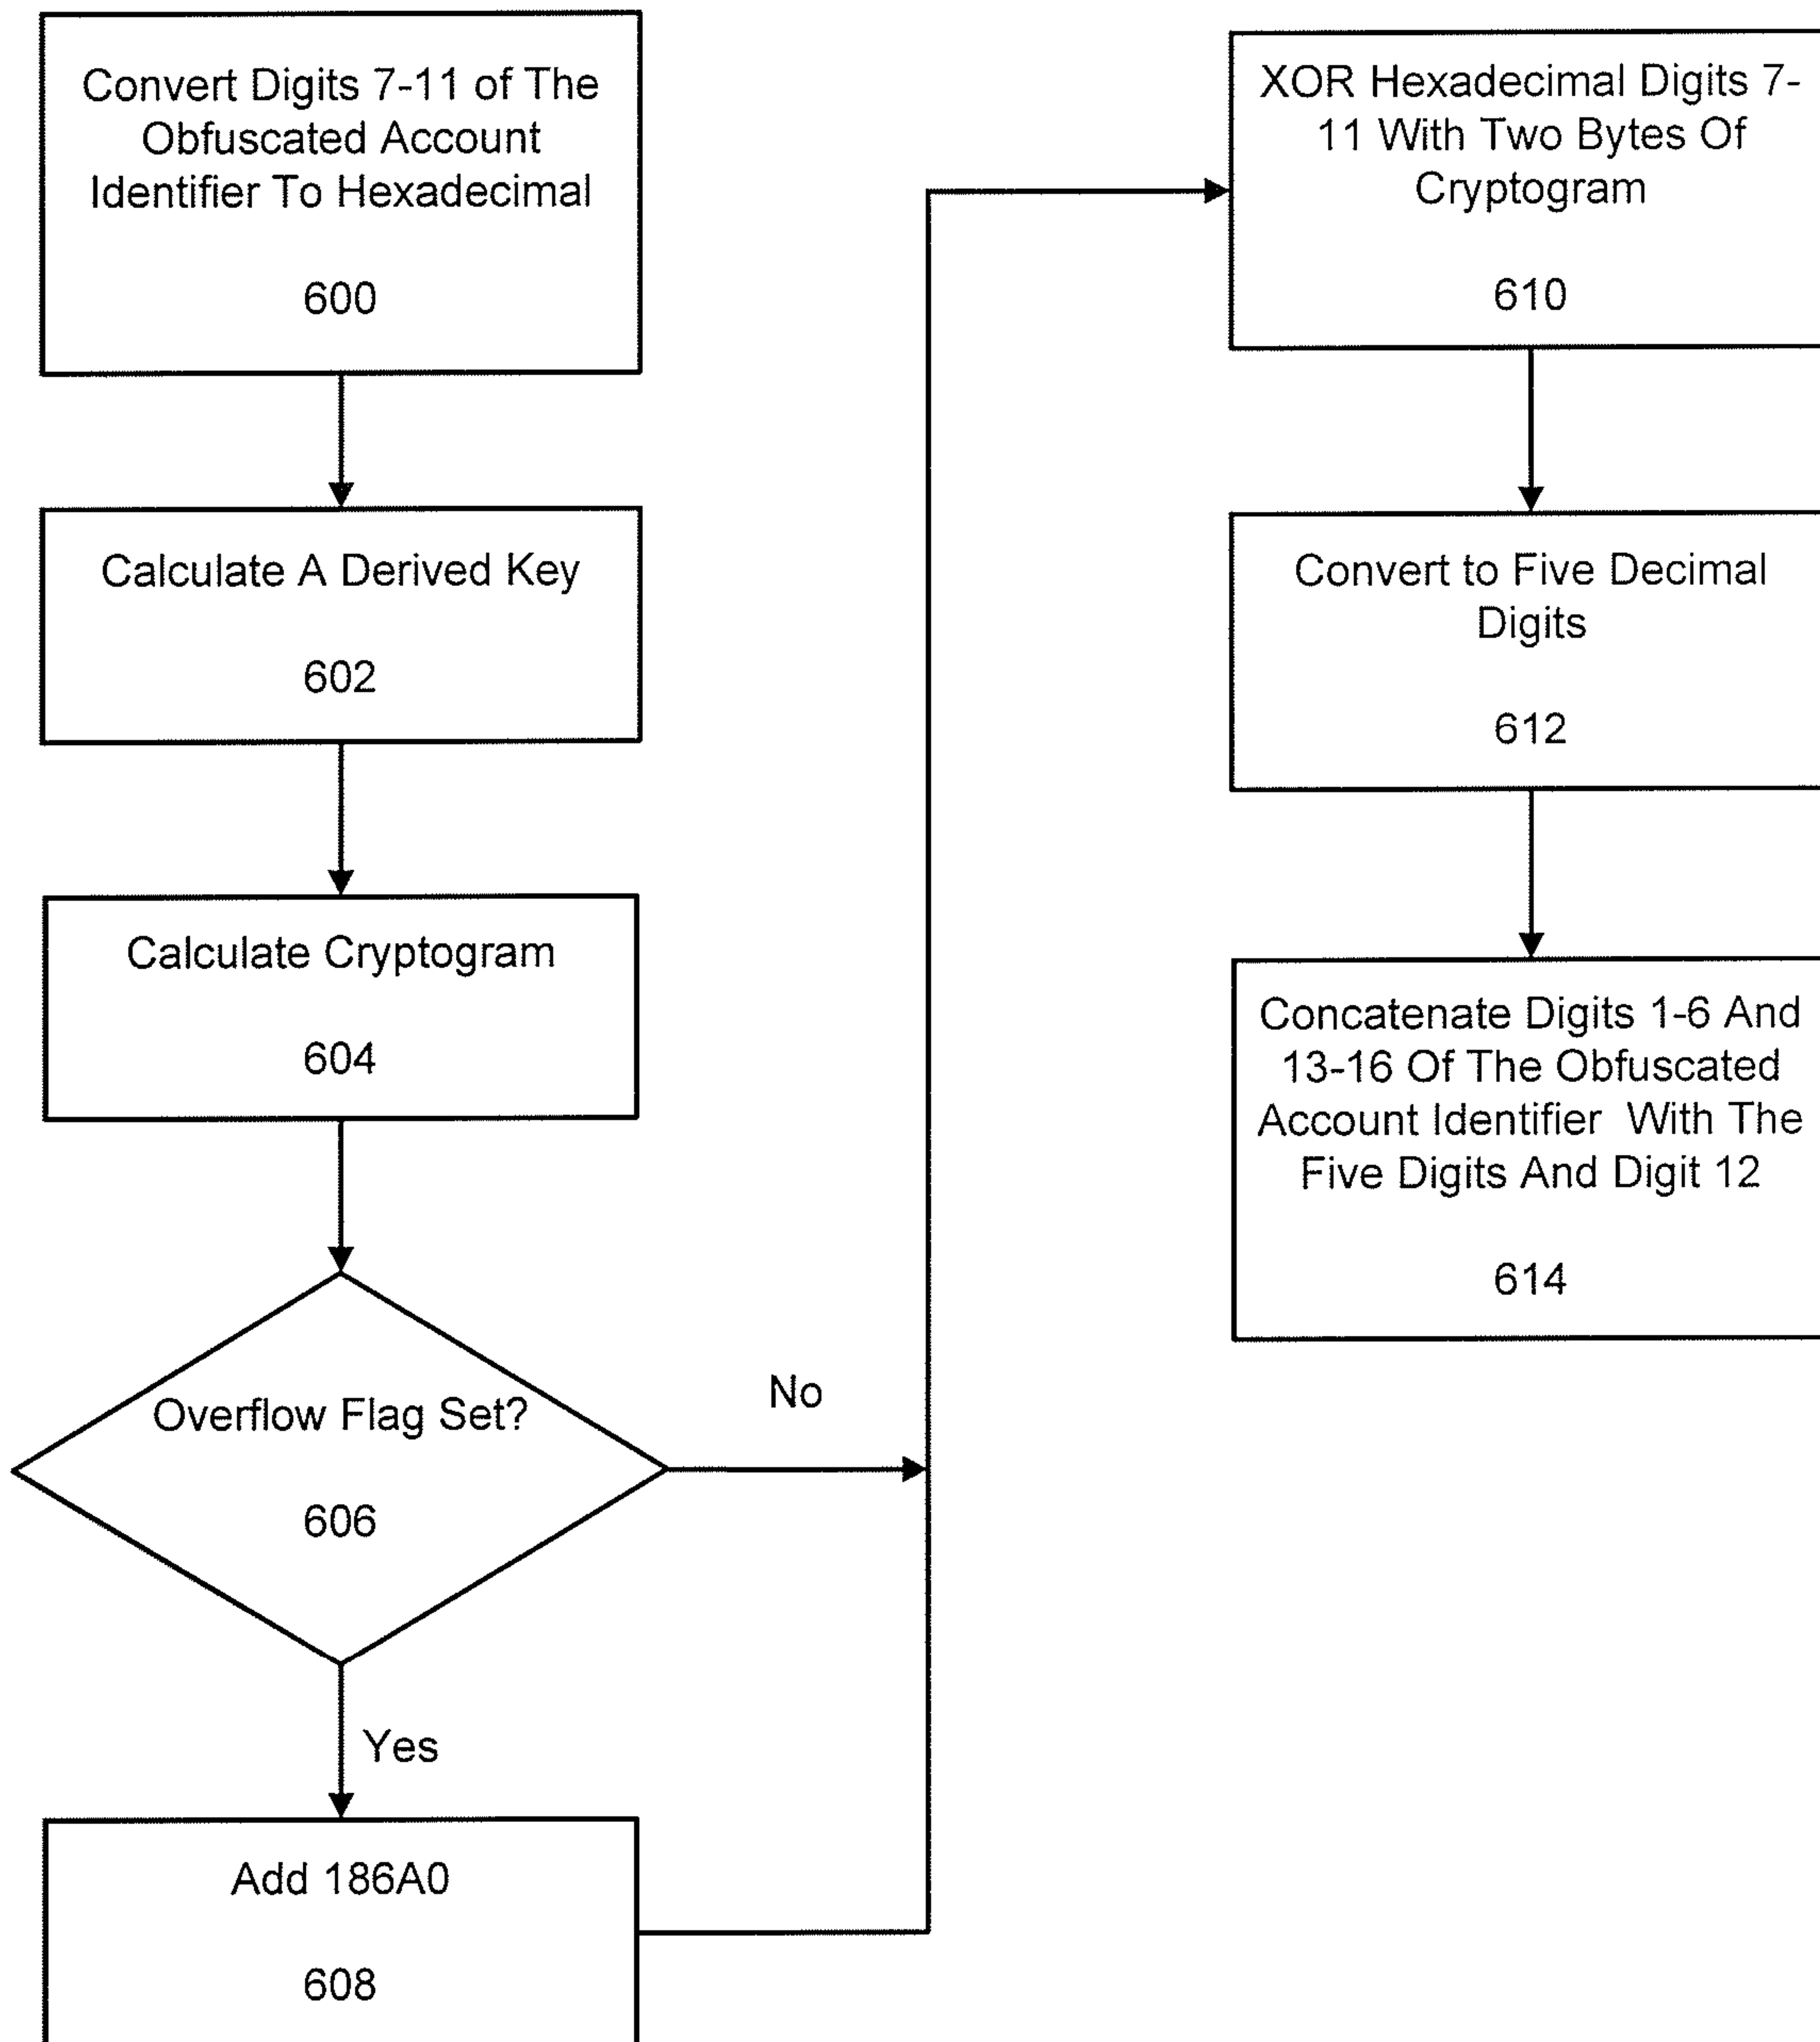 Convert Digits 7-11 of The
Obfuscated Account
Identifier To Hexadecimal
600
Calculate A Derived Key
602
Calculate Cryptogram
604
Overflow Flag Set?
606
No
Yes
Add 186A0
608
XOR Hexadecimal Digits 7-
11 With Two Bytes Of
Cryptogram
610
Convert to Five Decimal
Digits
612
Concatenate Digits 1-6 And
13-16 Of The Obfuscated
Account Identifier With The
Five Digits And Digit 12
614